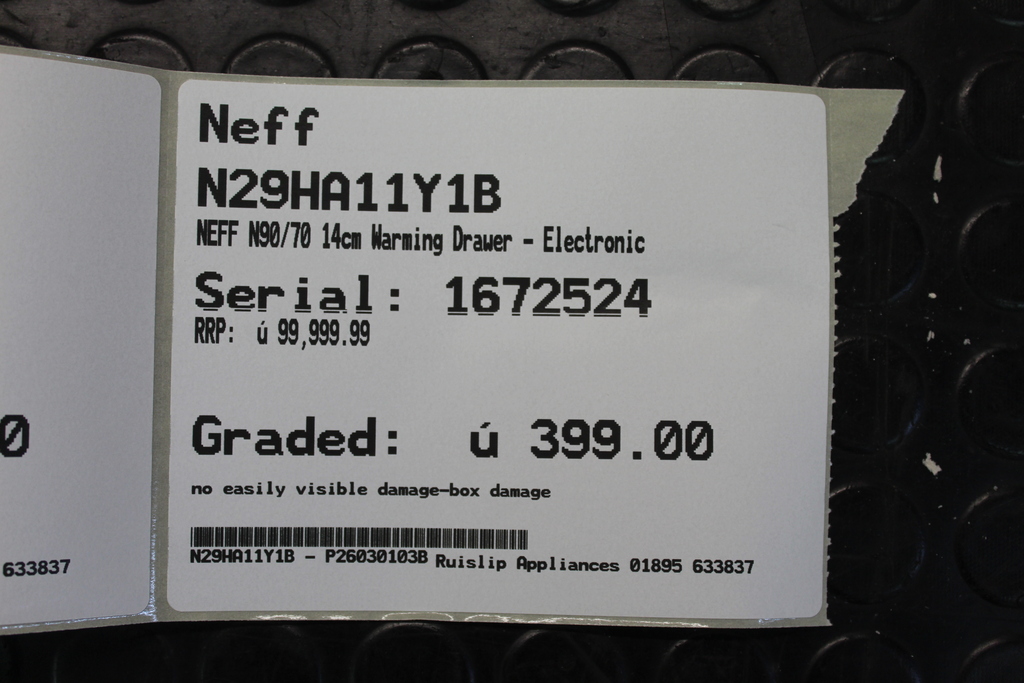 Neff
N29HA11Y1B
NEFF N90/70 14cm Warming Drawer - Electronic
Serial: 1672524
RRP: ú 99,999.99
Graded: ú 399.00
no easily visible damage-box damage
N29HA11Y1B - P26030103B Ruislip Appliances 01895 633837
0
633837